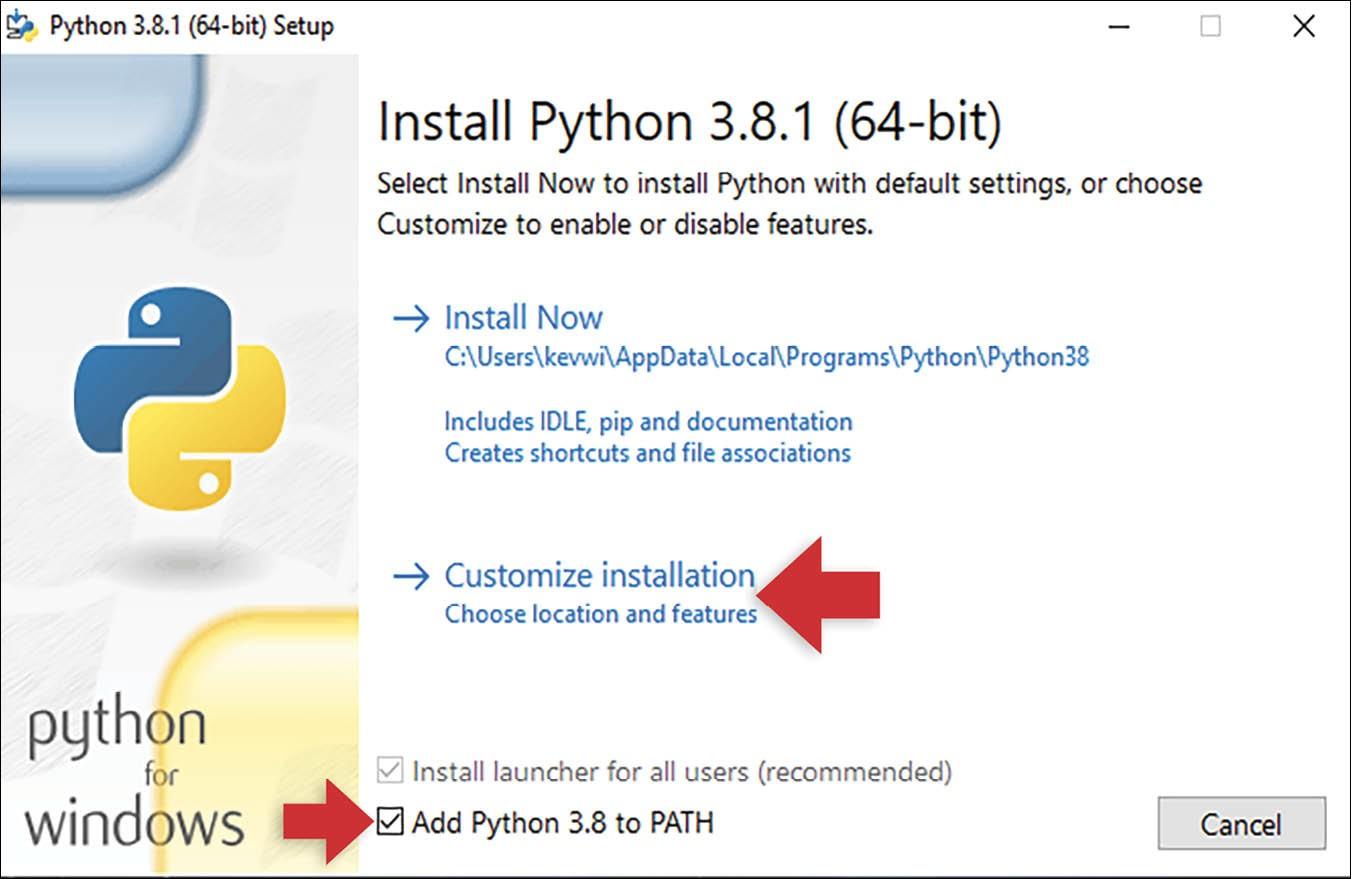 Python 3.8.1 (64-bit) Setup
Install Python 3.8.1 (64-bit)
Select Install Now to install Python with default settings, or choose
Customize to enable or disable features.
Install Now
C:\Users\kevwi\AppData\Local\Programs\Python\Python38
Includes IDLE, pip and documentation
Creates shortcuts and file associations
Customize installation
Choose location and features
python
for
windows
Install launcher for all users (recommended)
Add Python 3.8 to PATH
Cancel